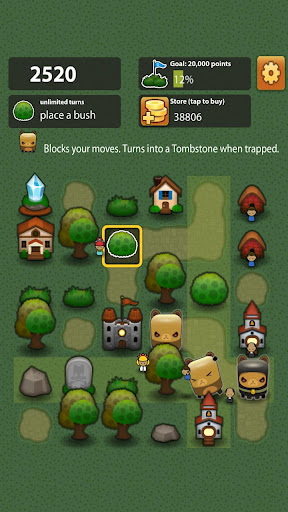 2520
Goal: 20,000 points
12%
unlimited turns
place a bush
Store (tap to buy)
38806
Blocks your moves. Turns into a Tombstone when trapped.